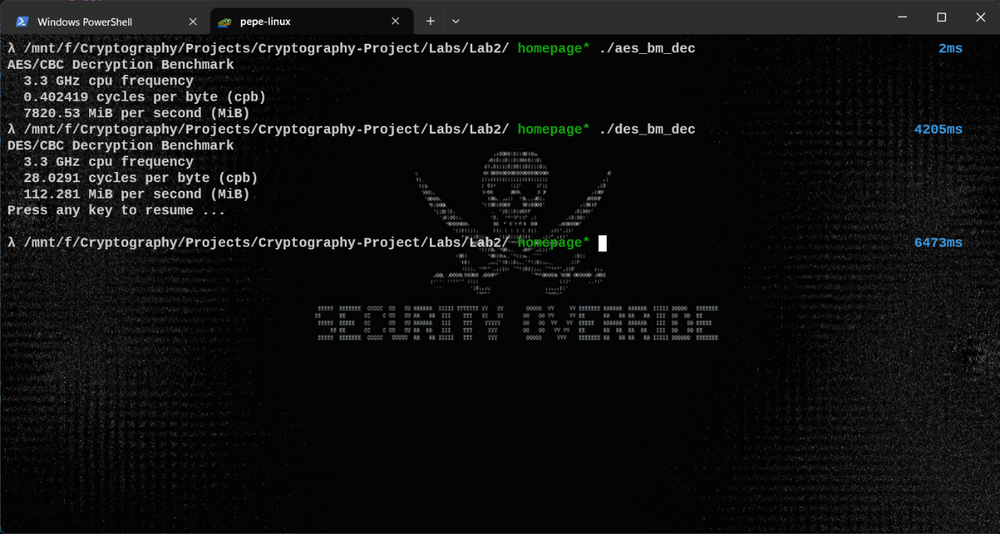 Windows PowerShell
pepe-linux
λ /mnt/f/Cryptography/Projects/Cryptography-Project/Labs/Lab2/ homepage* ./aes_bm_dec 2ms
AES/CBC Decryption Benchmark
3.3 GHz cpu frequency
0.402419 cycles per byte (cpb)
7820.53 MiB per second (MiB)
λ /mnt/f/Cryptography/Projects/Cryptography-Project/Labs/Lab2/ homepage* ./des_bm_dec 4205ms
DES/CBC Decryption Benchmark
3.3 GHz cpu frequency
28.0291 cycles per byte (cpb)
112.281 MiB per second (MiB)
Press any key to resume ...
λ /mnt/f/Cryptography/Projects/Cryptography-Project/Labs/Lab2/ homepage* 6473ms
SECURITY OVERRIDE